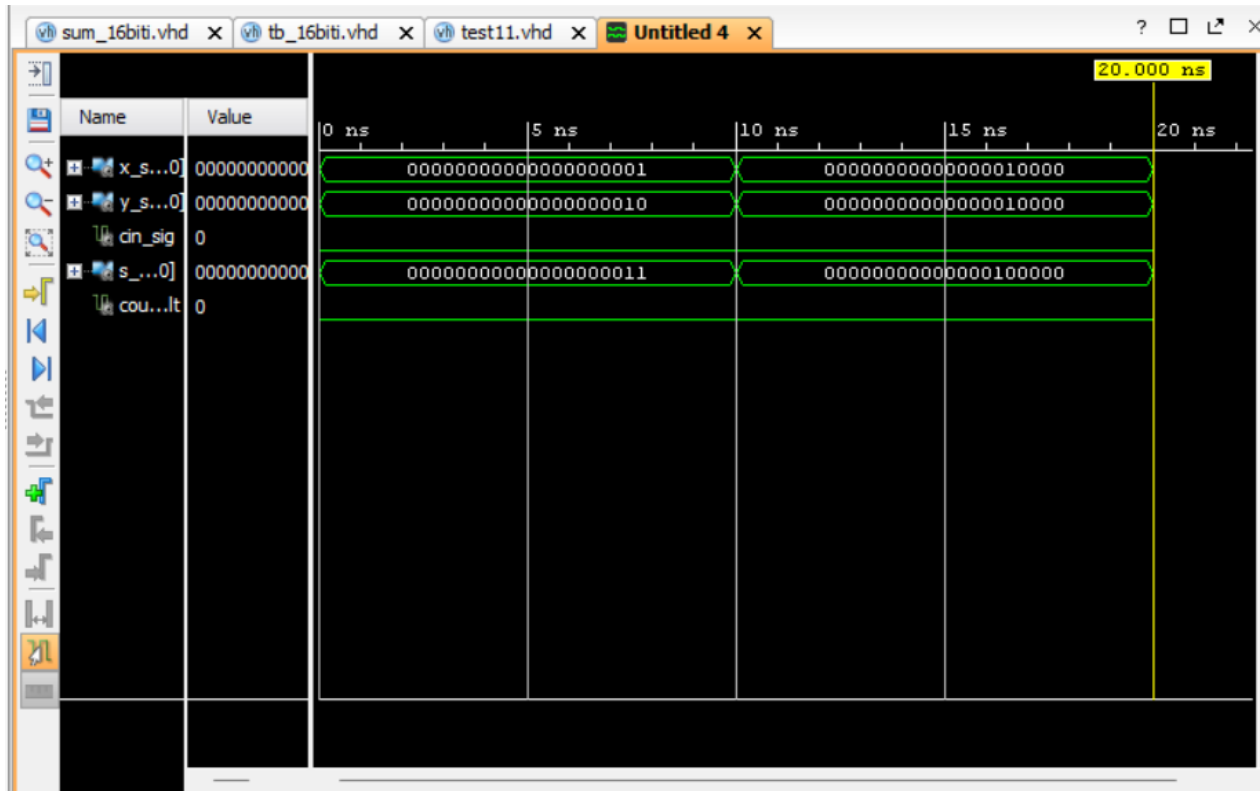 sum_16biti.vhd X tb_16biti.vhd X test11.vhd X Untitled 4 X ?
20.000 ns
Name Value
0 ns 5 ns 10 ns 15 ns 20 ns
x_s...0] 00000000000 00000000000000000001 00000000000000010000
y_s...0] 00000000000 00000000000000000010 00000000000000010000
cin_sig 0
s_...0] 00000000000 00000000000000000011 00000000000000100000
cou...lt 0